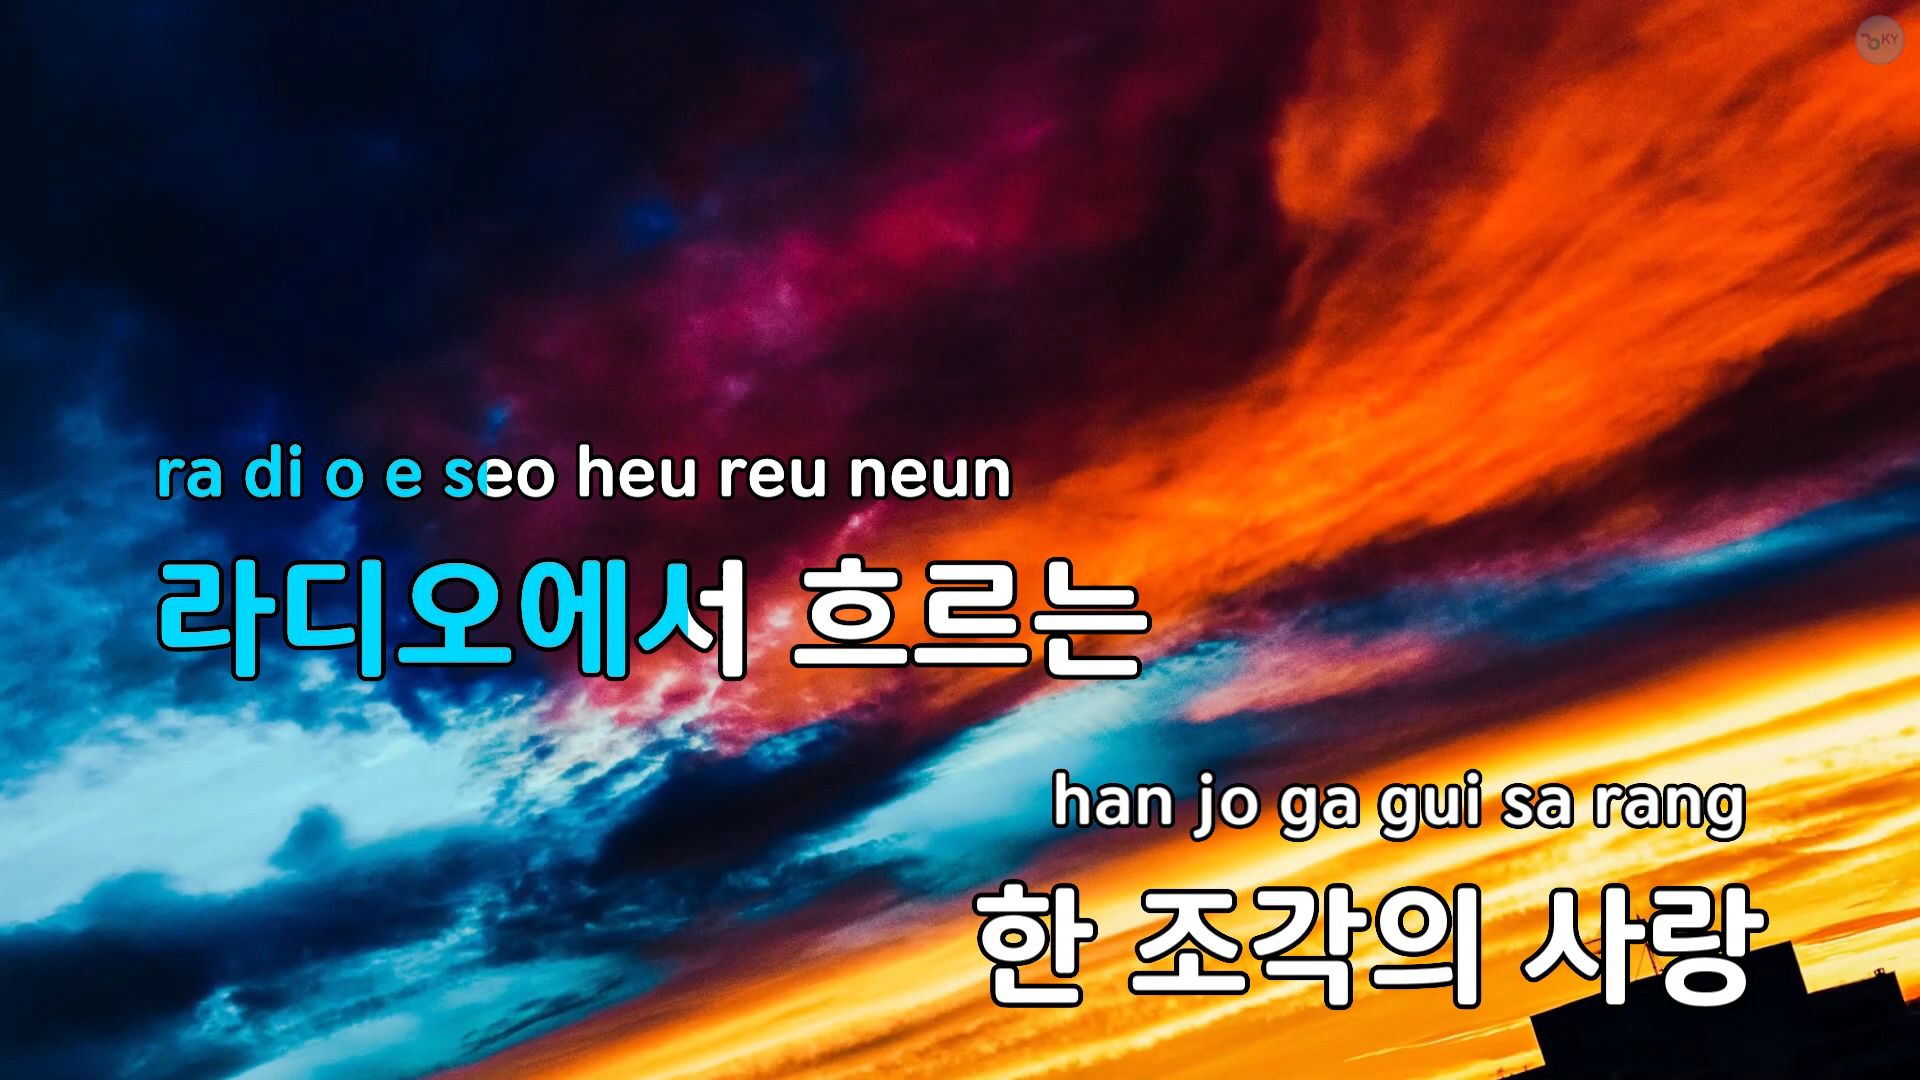 KY
ra di o e seo heu reu neun
라디오에서 흐르는
han jo ga gui sa rang
한 조각의 사랑